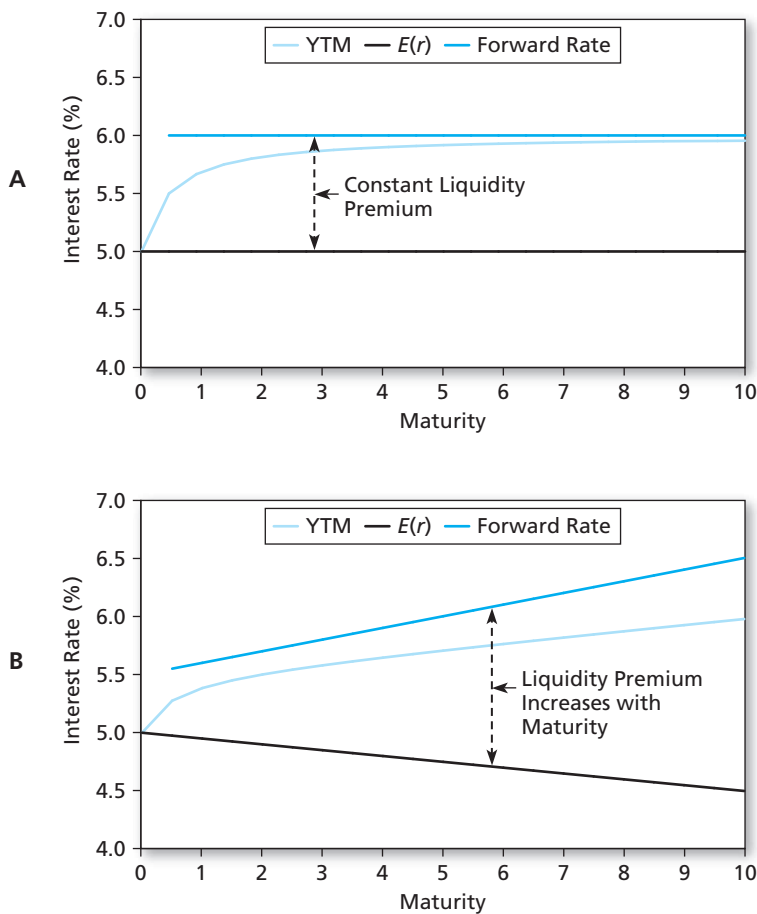 A
Interest Rate (%)
7.0
6.5
6.0
5.5
5.0
4.5
4.0
YTM E(r) Forward Rate
Constant Liquidity
Premium
0 1 2 3 4 5 6 7 8 9 10
Maturity
B
Interest Rate (%)
7.0
6.5
6.0
5.5
5.0
4.5
4.0
YTM E(r) Forward Rate
Liquidity Premium
Increases with
Maturity
0 1 2 3 4 5 6 7 8 9 10
Maturity